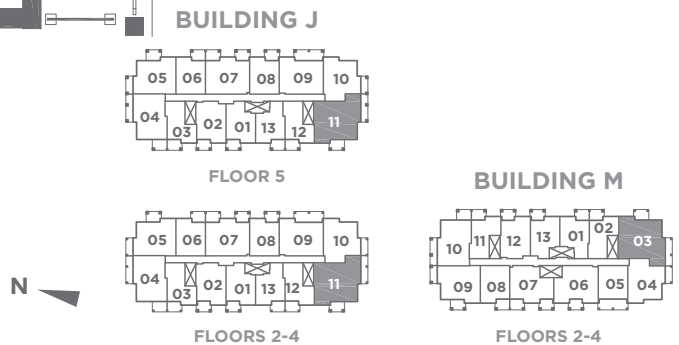 BUILDING J
05 06 07 08 09 10
04 03 02 01 13 12 11
FLOOR 5
BUILDING M
05 06 07 08 09 10
04 03 02 01 13 12 11
10 11 12 13 01 02 03
09 08 07 06 05 04
N
FLOORS 2-4
FLOORS 2-4